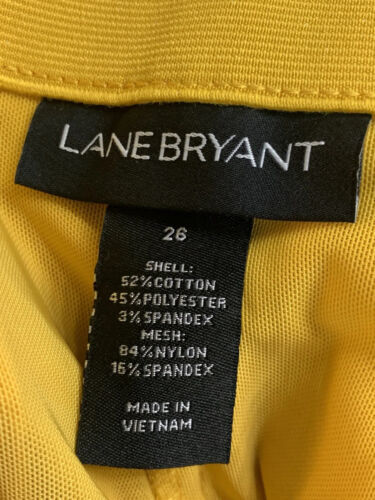 LANE BRYANT
26
SHELL:
52%COTTON
45%POLYESTER
3%SPANDEX
MESH:
84%NYLON
16%SPANDEX
MADE IN
VIETNAM